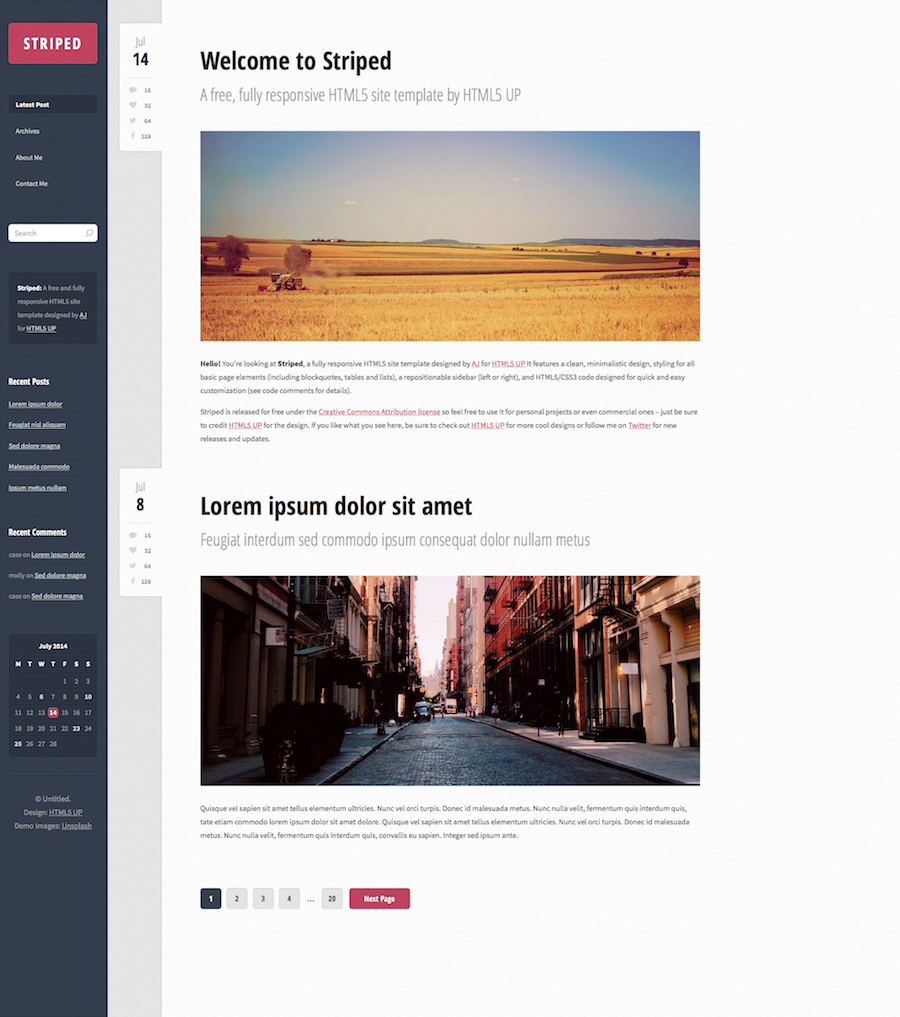 STRIPED
Latest Post
Archives
About Me
Contact Me
Search
Striped: A free and fully
responsive HTML5 site
template designed by AJ
for HTML5 UP
Recent Posts
Lorem ipsum dolor
Feugiat nisl aliquam
Sed dolore magna
Malesuada commodo
Ipsum metus nullam
Recent Comments
case on Lorem ipsum dolor
molly on Sed dolore magna
case on Sed dolore magna
July 2014
M T W T F S S
1 2 3
4 5 6 7 8 9 10
11 12 13 14 15 16 17
18 19 20 21 22 23 24
25 26 27 28
© Untitled.
Design: HTML5 UP
Demo Images: Unsplash
Jul
14
16
32
64
128
Welcome to Striped
A free, fully responsive HTML5 site template by HTML5 UP
Hello! You're looking at Striped, a fully responsive HTML5 site template designed by AJ for HTML5 UP It features a clean, minimalistic design, styling for all
basic page elements (including blockquotes, tables and lists), a repositionable sidebar (left or right), and HTML5/CSS3 code designed for quick and easy
customization (see code comments for details).
Striped is released for free under the Creative Commons Attribution license so feel free to use it for personal projects or even commercial ones – just be sure
to credit HTML5 UP for the design. If you like what you see here, be sure to check out HTML5 UP for more cool designs or follow me on Twitter for new
releases and updates.
Jul
8
16
32
64
128
Lorem ipsum dolor sit amet
Feugiat interdum sed commodo ipsum consequat dolor nullam metus
Quisque vel sapien sit amet tellus elementum ultricies. Nunc vel orci turpis. Donec id malesuada metus. Nunc nulla velit, fermentum quis interdum quis,
tate etiam commodo lorem ipsum dolor sit amet dolore. Quisque vel sapien sit amet tellus elementum ultricies. Nunc vel orci turpis. Donec id malesuada
metus. Nunc nulla velit, fermentum quis interdum quis, convallis eu sapien. Integer sed ipsum ante.
1 2 3 4 … 20 Next Page